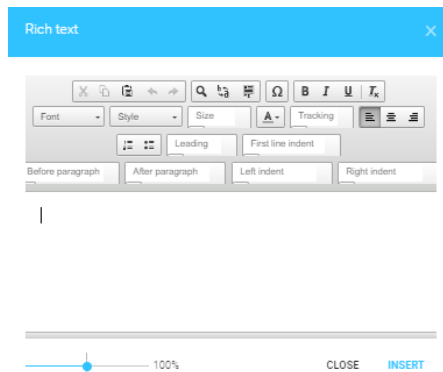 Rich text
B I U Tx
Font Style Size A Tracking
Leading First line indent
Before paragraph After paragraph Left indent Right indent
100% CLOSE INSERT